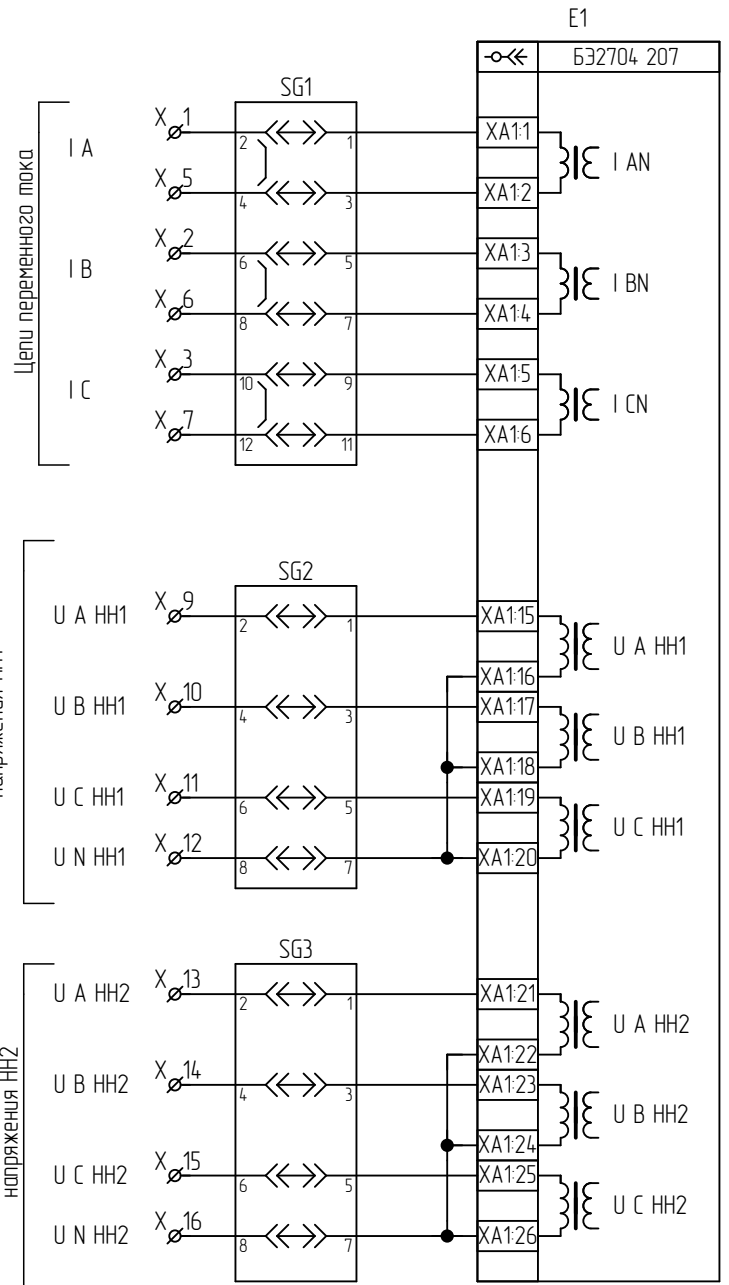 E1
БЭ2704 207
SG1
Цепи переменного тока
I A
X 1
2
1
XA1:1
I AN
X 5
4
3
XA1:2
I B
X 2
6
5
XA1:3
I BN
X 6
8
7
XA1:4
I C
X 3
10
9
XA1:5
I CN
X 7
12
11
XA1:6
SG2
U A HH1
X 9
2
1
XA1:15
U A HH1
XA1:16
U B HH1
X 10
4
3
XA1:17
U B HH1
XA1:18
U C HH1
X 11
6
5
XA1:19
U C HH1
U N HH1
X 12
8
7
XA1:20
SG3
напряжения НН2
U A HH2
X 13
2
1
XA1:21
U A HH2
XA1:22
U B HH2
X 14
4
3
XA1:23
U B HH2
XA1:24
U C HH2
X 15
6
5
XA1:25
U C HH2
U N HH2
X 16
8
7
XA1:26